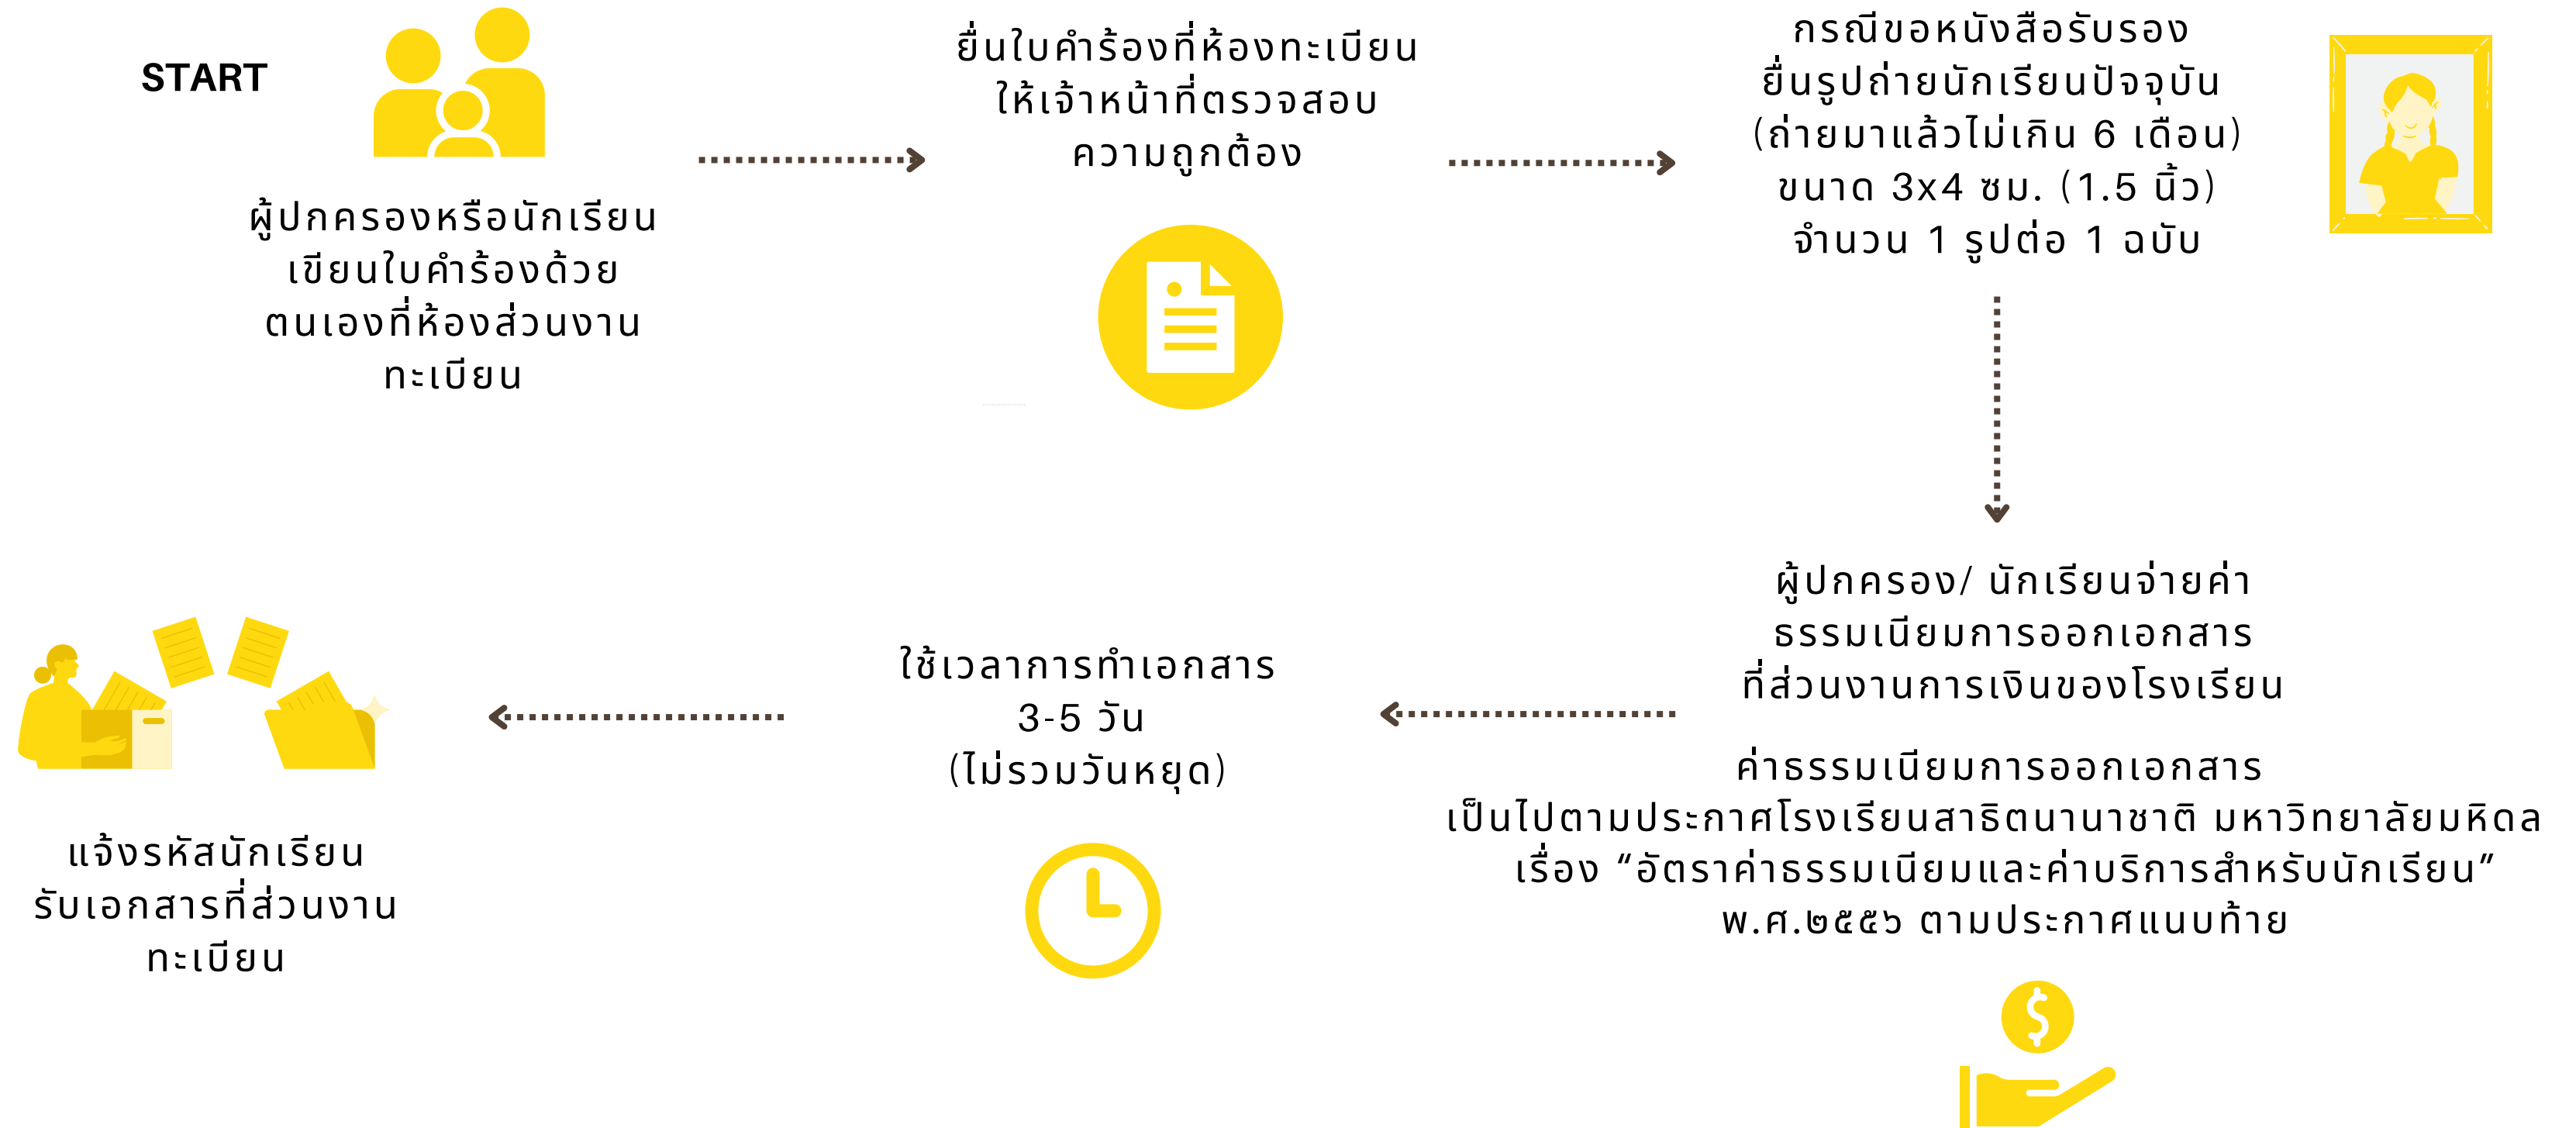 START
ผู้ปกครองหรือนักเรียน
เขียนใบคำร้องด้วย
ตนเองที่ห้องส่วนงาน
ทะเบียน
ยื่นใบคำร้องที่ห้องทะเบียน
ให้เจ้าหน้าที่ตรวจสอบ
ความถูกต้อง
กรณีขอหนังสือรับรอง
ยื่นรูปถ่ายนักเรียนปัจจุบัน
(ถ่ายมาแล้วไม่เกิน 6 เดือน)
ขนาด 3x4 ซม. (1.5 นิ้ว)
จำนวน 1 รูปต่อ 1 ฉบับ
ผู้ปกครอง/ นักเรียนจ่ายค่า
ธรรมเนียมการออกเอกสาร
ที่ส่วนงานการเงินของโรงเรียน
ค่าธรรมเนียมการออกเอกสาร
เป็นไปตามประกาศโรงเรียนสาธิตนานาชาติ มหาวิทยาลัยมหิดล
เรื่อง “อัตราค่าธรรมเนียมและค่าบริการสำหรับนักเรียน”
พ.ศ.๒๕๕๖ ตามประกาศแนบท้าย
ใช้เวลาการทำเอกสาร
3-5 วัน
(ไม่รวมวันหยุด)
แจ้งรหัสนักเรียน
รับเอกสารที่ส่วนงาน
ทะเบียน